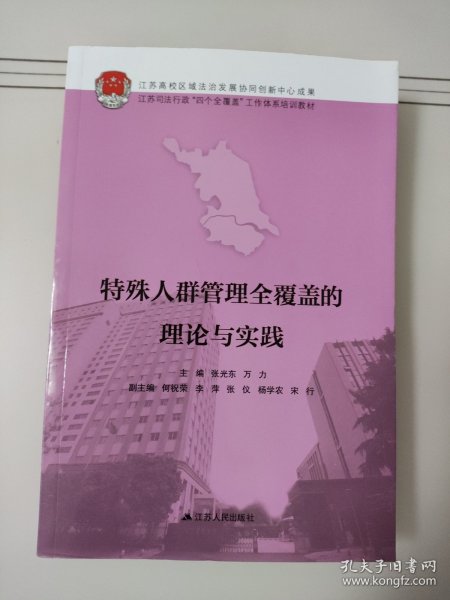 江苏高校区域法治发展协同创新中心成果
江苏司法行政“四个全覆盖”工作体系培训教材
特殊人群管理全覆盖的
理论与实践
主 编 张光东 万 力
副主编 何祝荣 李 萍 张 仪 杨学农 宋 行
江苏人民出版社
孔夫子旧书网
www.kongfz.com